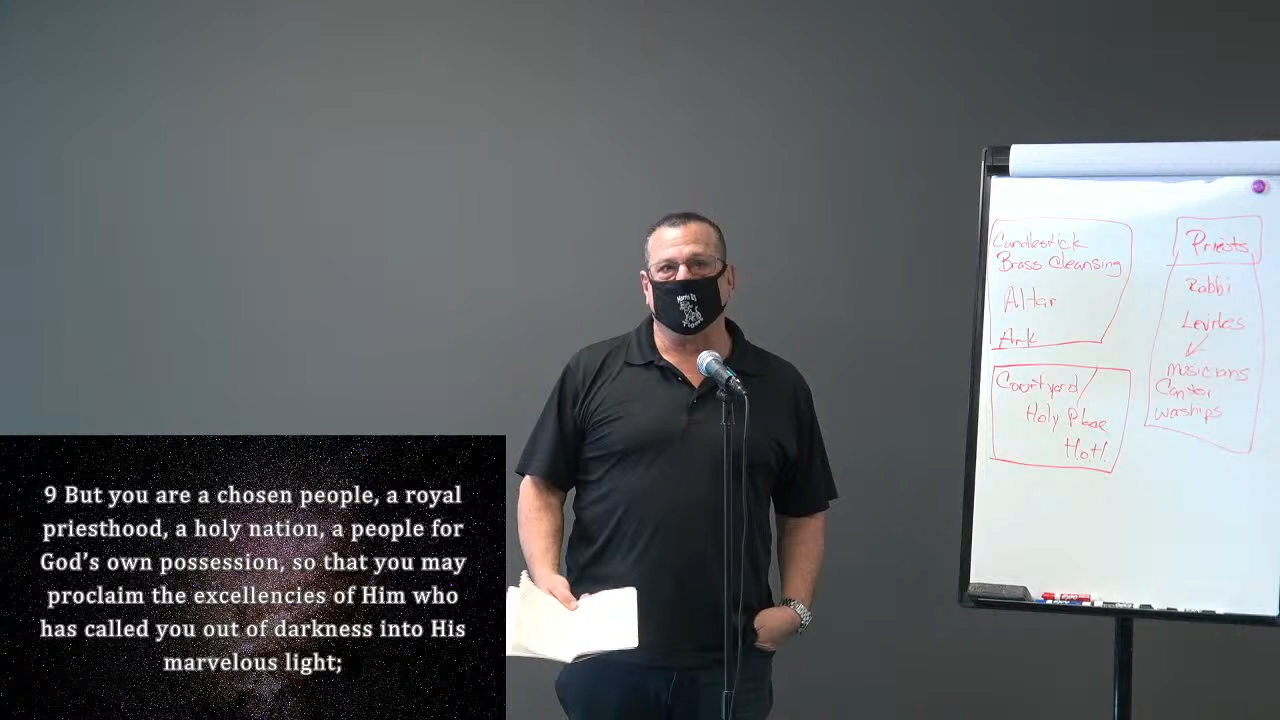 9 But you are a chosen people, a royal
priesthood, a holy nation, a people for
God's own possession, so that you may
proclaim the excellencies of Him who
has called you out of darkness into His
marvelous light;
Candlestick
Brass Cleansing
Altar
Ark
Courtyard
Holy Place
HotH
Priests
Rabbi
Levites
musicians
Cantor
Worships
Tigers